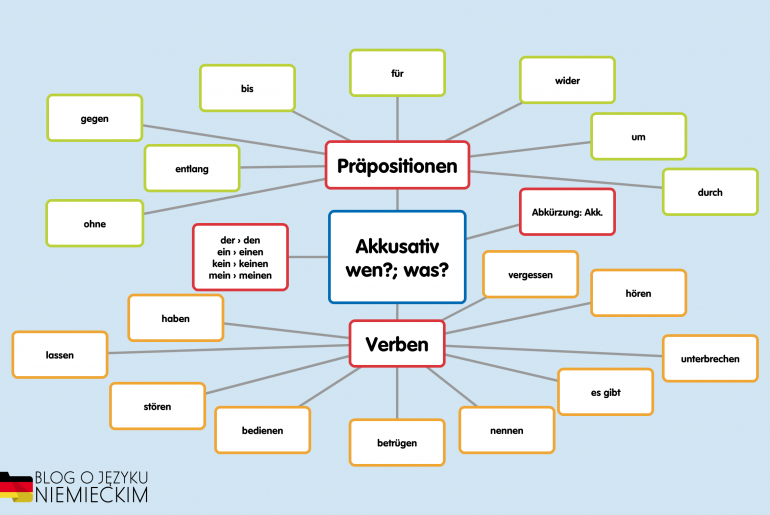 für
bis
wider
gegen
um
entlang
Präpositionen
durch
ohne
Abkürzung: Akk.
der › den
ein › einen
kein › keinen
mein › meinen
Akkusativ
wen?; was?
vergessen
hören
haben
lassen
Verben
unterbrechen
stören
es gibt
bedienen
betrügen
nennen
BLOG O JĘZYKU
NIEMIECKIM